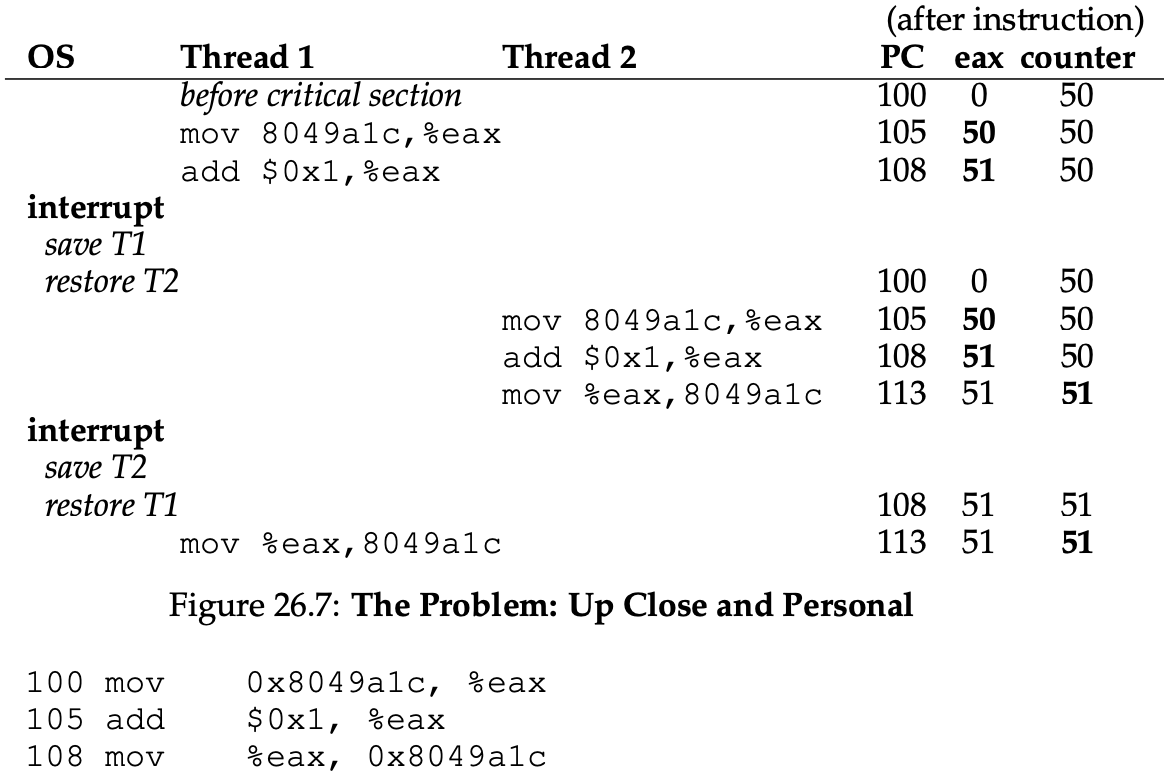 (after instruction)
OS Thread 1 Thread 2 PC eax counter
before critical section 100 0 50
mov 8049a1c,%eax 105 50 50
add $0x1,%eax 108 51 50
interrupt
save T1
restore T2 100 0 50
mov 8049a1c,%eax 105 50 50
add $0x1,%eax 108 51 50
mov %eax,8049a1c 113 51 51
interrupt
save T2
restore T1 108 51 51
mov %eax,8049a1c 113 51 51
Figure 26.7: The Problem: Up Close and Personal
100 mov 0x8049a1c, %eax
105 add $0x1, %eax
108 mov %eax, 0x8049a1c